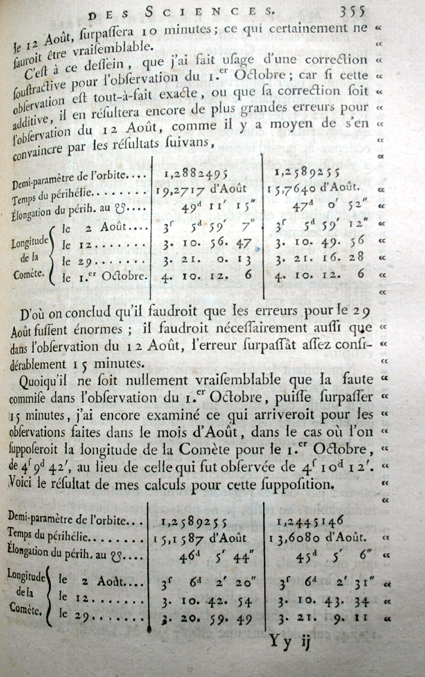 DES SCIENCES. 355
le 12 Août, surpassera 10 minutes; ce qui certainement ne «
sauroit être vraisemblable. «
C'est à ce dessein, que j'ai fait usage d'une correction «
soustractive pour l'observation du 1.er Octobre; car si cette «
observation est tout-à-fait exacte, ou que sa correction soit «
additive, il en résultera encore de plus grandes erreurs pour «
l'observation du 12 Août, comme il y a moyen de s'en «
convaincre par les résultats suivans, «
Demi-paramètre de l'orbite.... 1,2882495 1,2589255 «
Temps du périhélie........ 19,2717 d'Août 15,7640 d'Août. «
Élongation du périh. au ☋... 49d 11' 15" 47d 0' 52" «
Longitude de la Comète. le 2 Août.... 3f 5d 59' 7" 3f 5d 59' 12" «
le 12....... 3. 10. 56. 47 3. 10. 49. 56 «
le 29....... 3. 21. 0. 13 3. 21. 16. 28 «
le 1.er Octobre. 4. 10. 12. 6 4. 10. 12. 6 «
D'où on conclud qu'il faudroit que les erreurs pour le 29 «
Août fussent énormes; il faudroit nécessairement aussi que «
dans l'observation du 12 Août, l'erreur surpassât assez consi- «
dérablement 15 minutes. «
Quoiqu'il ne soit nullement vraisemblable que la faute «
commise dans l'observation du 1.er Octobre, puisse surpasser «
15 minutes, j'ai encore examiné ce qui arriveroit pour les «
observations faites dans le mois d'Août, dans le cas où l'on «
supposeroit la longitude de la Comète pour le 1.er Octobre, «
de 4f 9d 42', au lieu de celle qui fut observée de 4f 10d 12'. «
Voici le résultat de mes calculs pour cette supposition. «
Demi-paramètre de l'orbite... 1,2589255 1,2445146 «
Temps du périhélie....... 15,1587 d'Août 13,6080 d'Août. «
Élongation du périh. au ☋... 46d 5' 44" 45d 5' 6" «
Longitude de la Comète. le 2 Août.... 3f 6d 2' 20" 3f 6d 2' 31" «
le 12....... 3. 10. 42. 54 3. 10. 43. 34 «
le 29....... 3. 20. 59. 49 3. 21. 9. 11 «
Y y ij